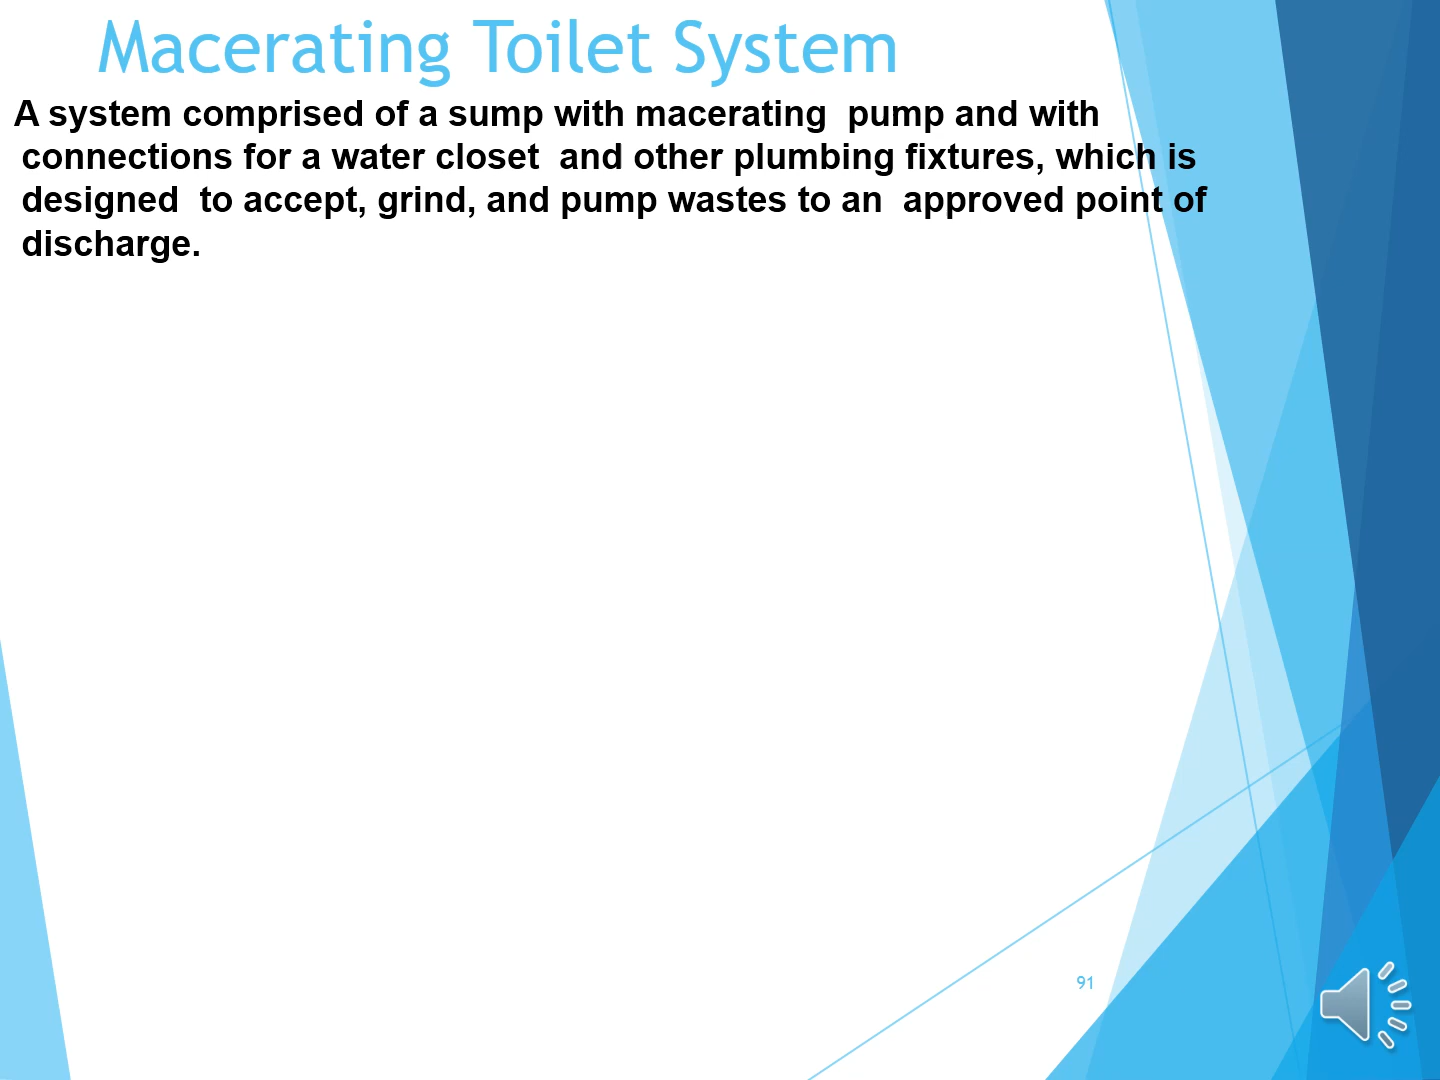 Macerating Toilet System
A system comprised of a sump with macerating  pump and with
connections for a water closet  and other plumbing fixtures, which is
designed  to accept, grind, and pump wastes to an  approved point of
discharge.
91